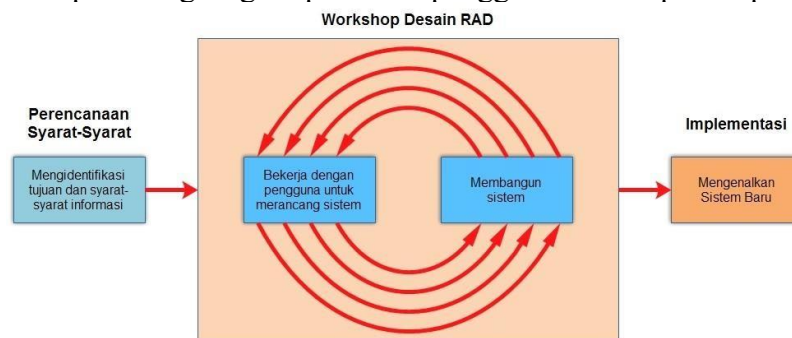 Workshop Desain RAD
Perencanaan
Syarat-Syarat
Mengidentifikasi
tujuan dan syarat-
syarat informasi
Bekerja dengan
pengguna untuk
merancang sistem
Membangun
sistem
Implementasi
Mengenalkan
Sistem Baru